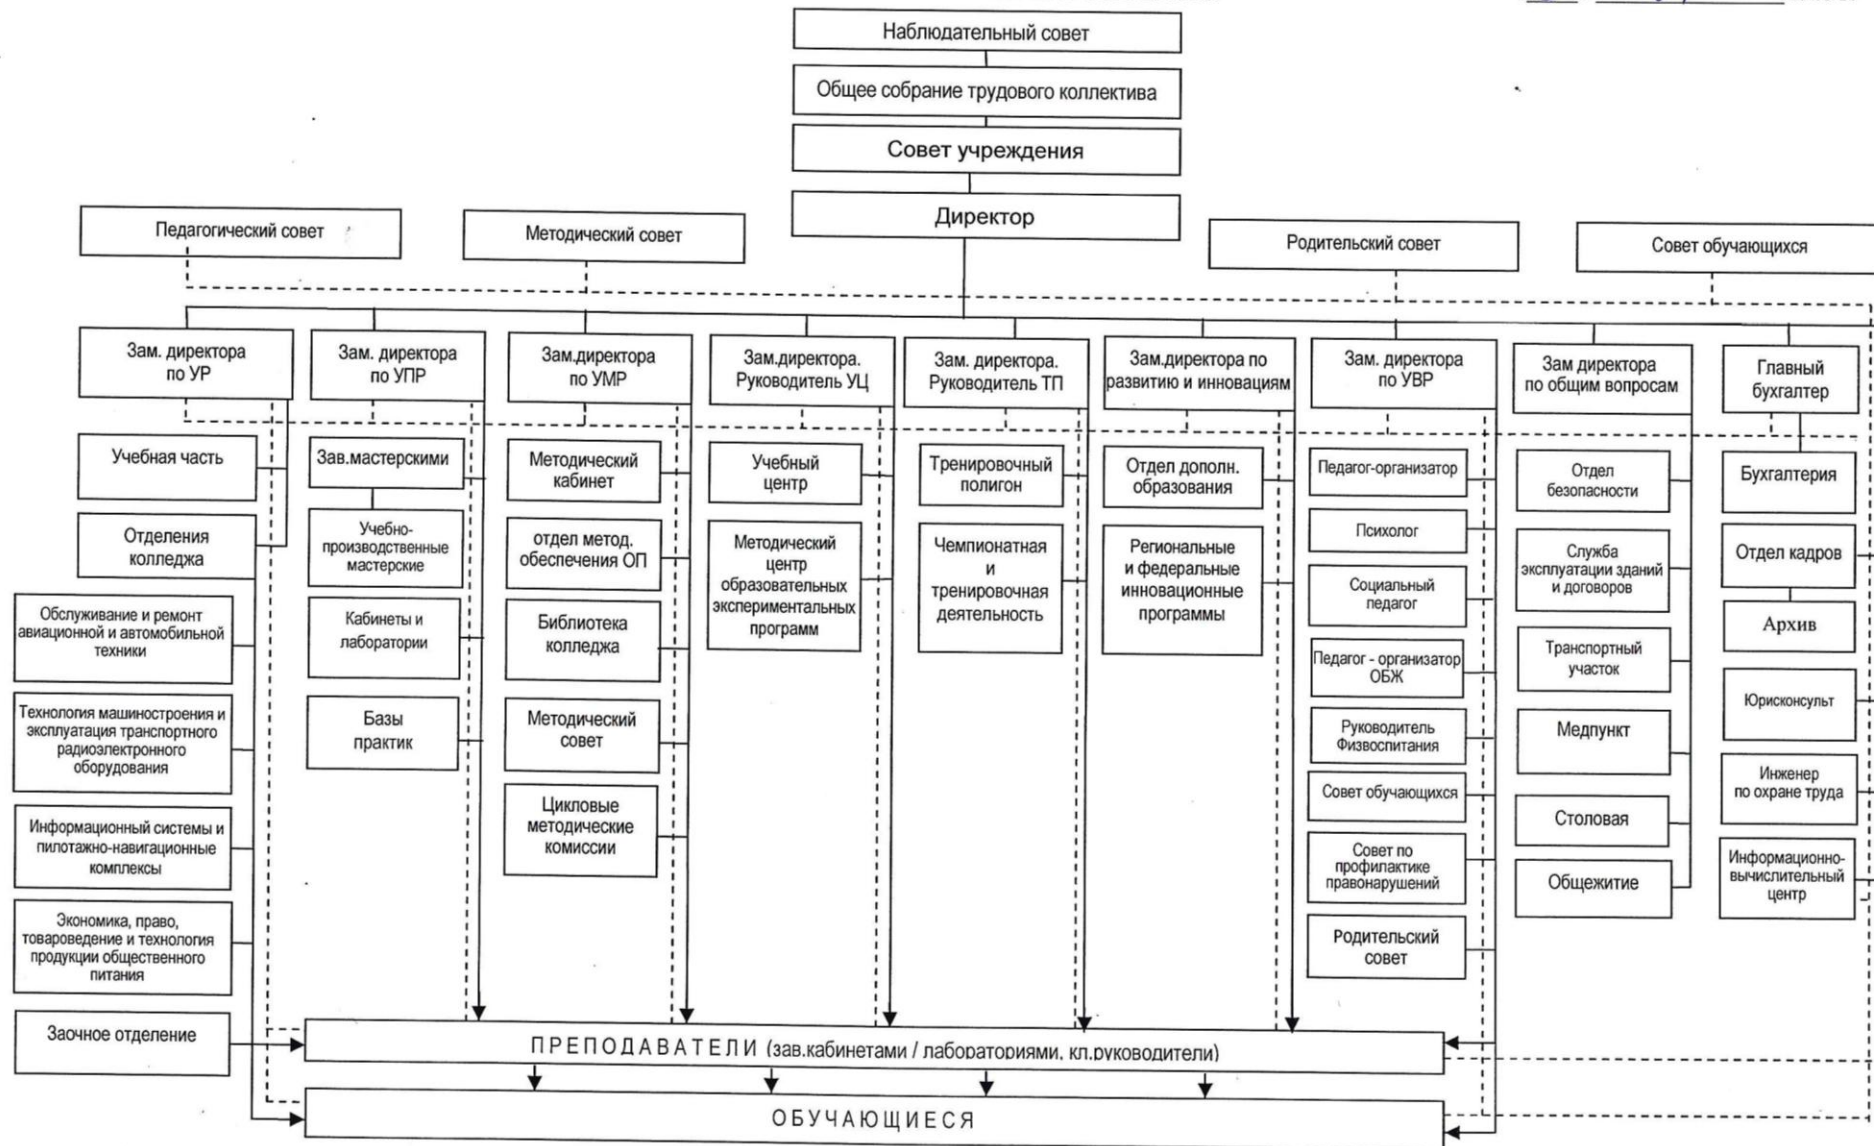 Наблюдательный совет
Общее собрание трудового коллектива
Совет учреждения
Директор
Педагогический совет
Методический совет
Родительский совет
Совет обучающихся
Зам. директора
по УР
Зам. директора
по УПР
Зам.директора
по УМР
Зам.директора.
Руководитель УЦ
Зам. директора.
Руководитель ТП
Зам.директора по
развитию и инновациям
Зам. директора
по УВР
Зам директора
по общим вопросам
Главный
бухгалтер
Учебная часть
Отделения
колледжа
Обслуживание и ремонт
авиационной и автомобильной
техники
Технология машиностроения и
эксплуатация транспортного
радиоэлектронного
оборудования
Информационный системы и
пилотажно-навигационные
комплексы
Экономика, право,
товароведение и технология
продукции общественного
питания
Заочное отделение
Зав.мастерскими
Учебно-
производственные
мастерские
Кабинеты и
лаборатории
Базы
практик
Методический
кабинет
отдел метод.
обеспечения ОП
Библиотека
колледжа
Методический
совет
Цикловые
методические
комиссии
Учебный
центр
Методический
центр
образовательных
экспериментальных
программ
Тренировочный
полигон
Чемпионатная
и
тренировочная
деятельность
Отдел дополн.
образования
Региональные
и федеральные
инновационные
программы
Педагог-организатор
Психолог
Социальный
педагог
Педагог - организатор
ОБЖ
Руководитель
Физвоспитания
Совет обучающихся
Совет по
профилактике
правонарушений
Родительский
совет
Отдел
безопасности
Служба
эксплуатации зданий
и договоров
Транспортный
участок
Медпункт
Столовая
Общежитие
Бухгалтерия
Отдел кадров
Архив
Юрисконсульт
Инженер
по охране труда
Информационно-
вычислительный
центр
ПРЕПОДАВАТЕЛИ (зав.кабинетами / лабораториями, кл.руководители)
ОБУЧАЮЩИЕСЯ